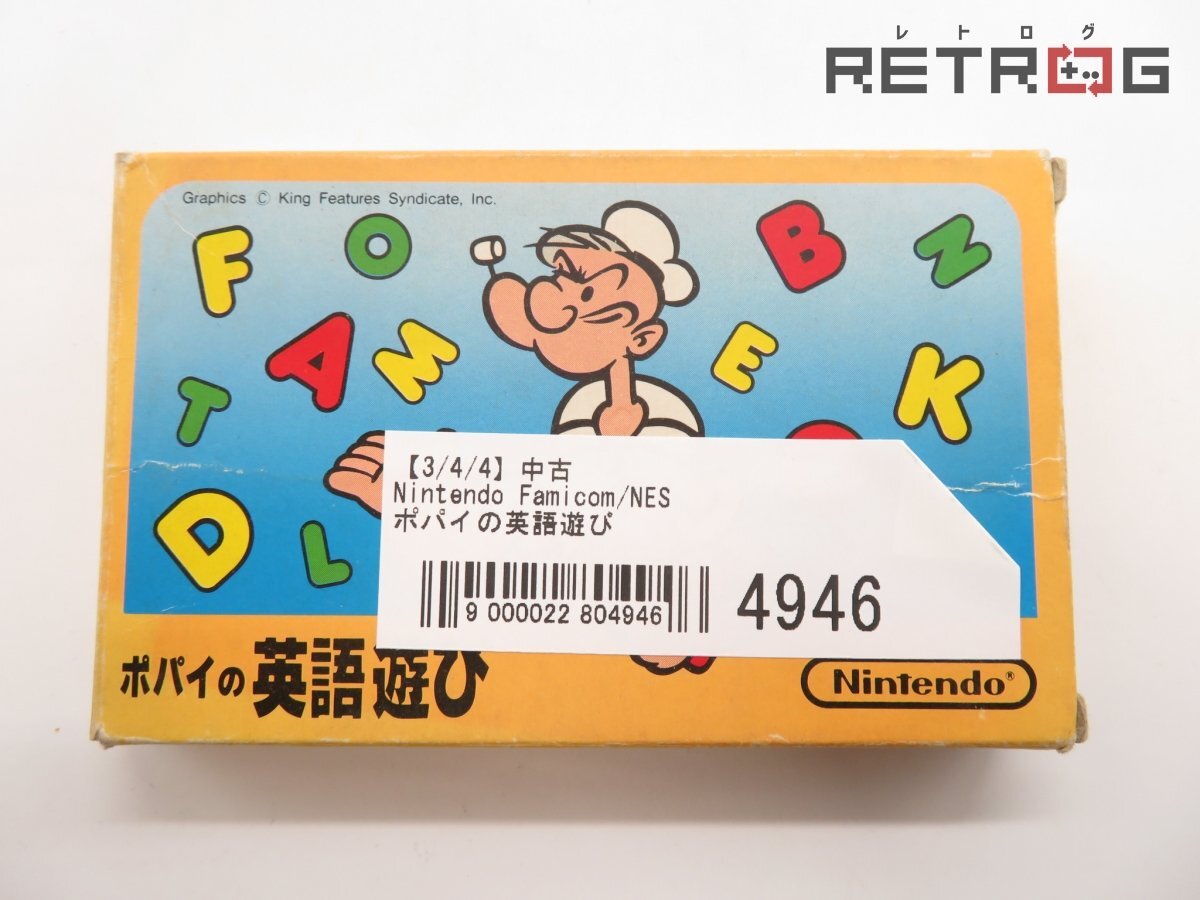 レトログ
RETROG
Graphics © King Features Syndicate, Inc.
F O B N
A M E K
T
D L
【3/4/4】中古
Nintendo Famicom/NES
ポパイの英語遊び
9 000022 804946
4946
ポパイの英語遊び
Nintendo®